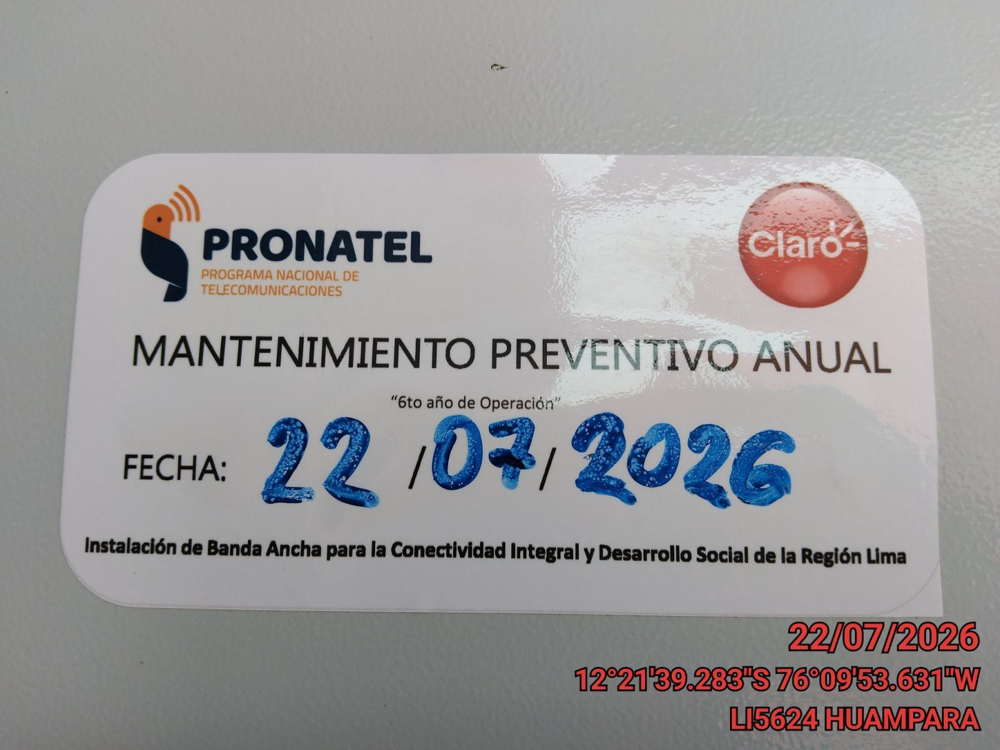 PRONATEL
PROGRAMA NACIONAL DE
TELECOMUNICACIONES
Claro
MANTENIMIENTO PREVENTIVO ANUAL
“6to año de Operación”
FECHA: 22 /07/ 2026
Instalación de Banda Ancha para la Conectividad Integral y Desarrollo Social de la Región Lima
22/07/2026
12°21'39.283"S 76°09'53.631"W
LI5624 HUAMPARA